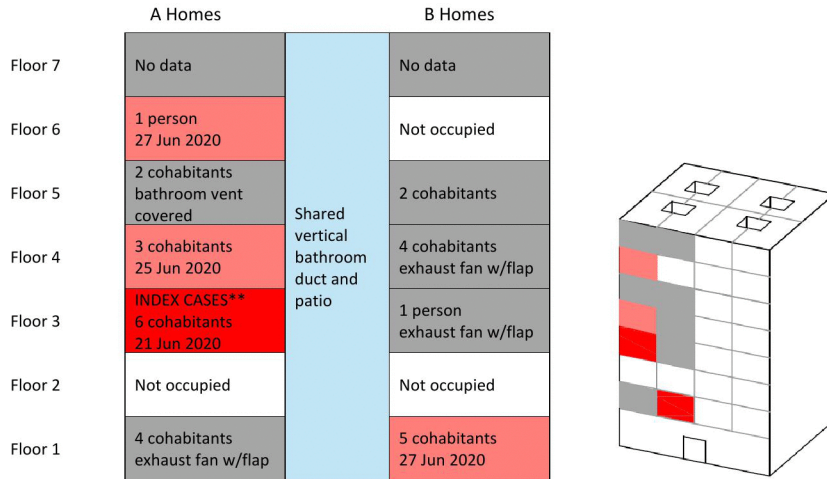 A Homes B Homes
Floor 7
No data
No data
Floor 6
1 person
27 Jun 2020
Not occupied
Floor 5
2 cohabitants
bathroom vent
covered
2 cohabitants
Shared
vertical
bathroom
duct and
patio
Floor 4
3 cohabitants
25 Jun 2020
4 cohabitants
exhaust fan w/flap
Floor 3
INDEX CASES**
6 cohabitants
21 Jun 2020
1 person
exhaust fan w/flap
Floor 2
Not occupied
Not occupied
Floor 1
4 cohabitants
exhaust fan w/flap
5 cohabitants
27 Jun 2020